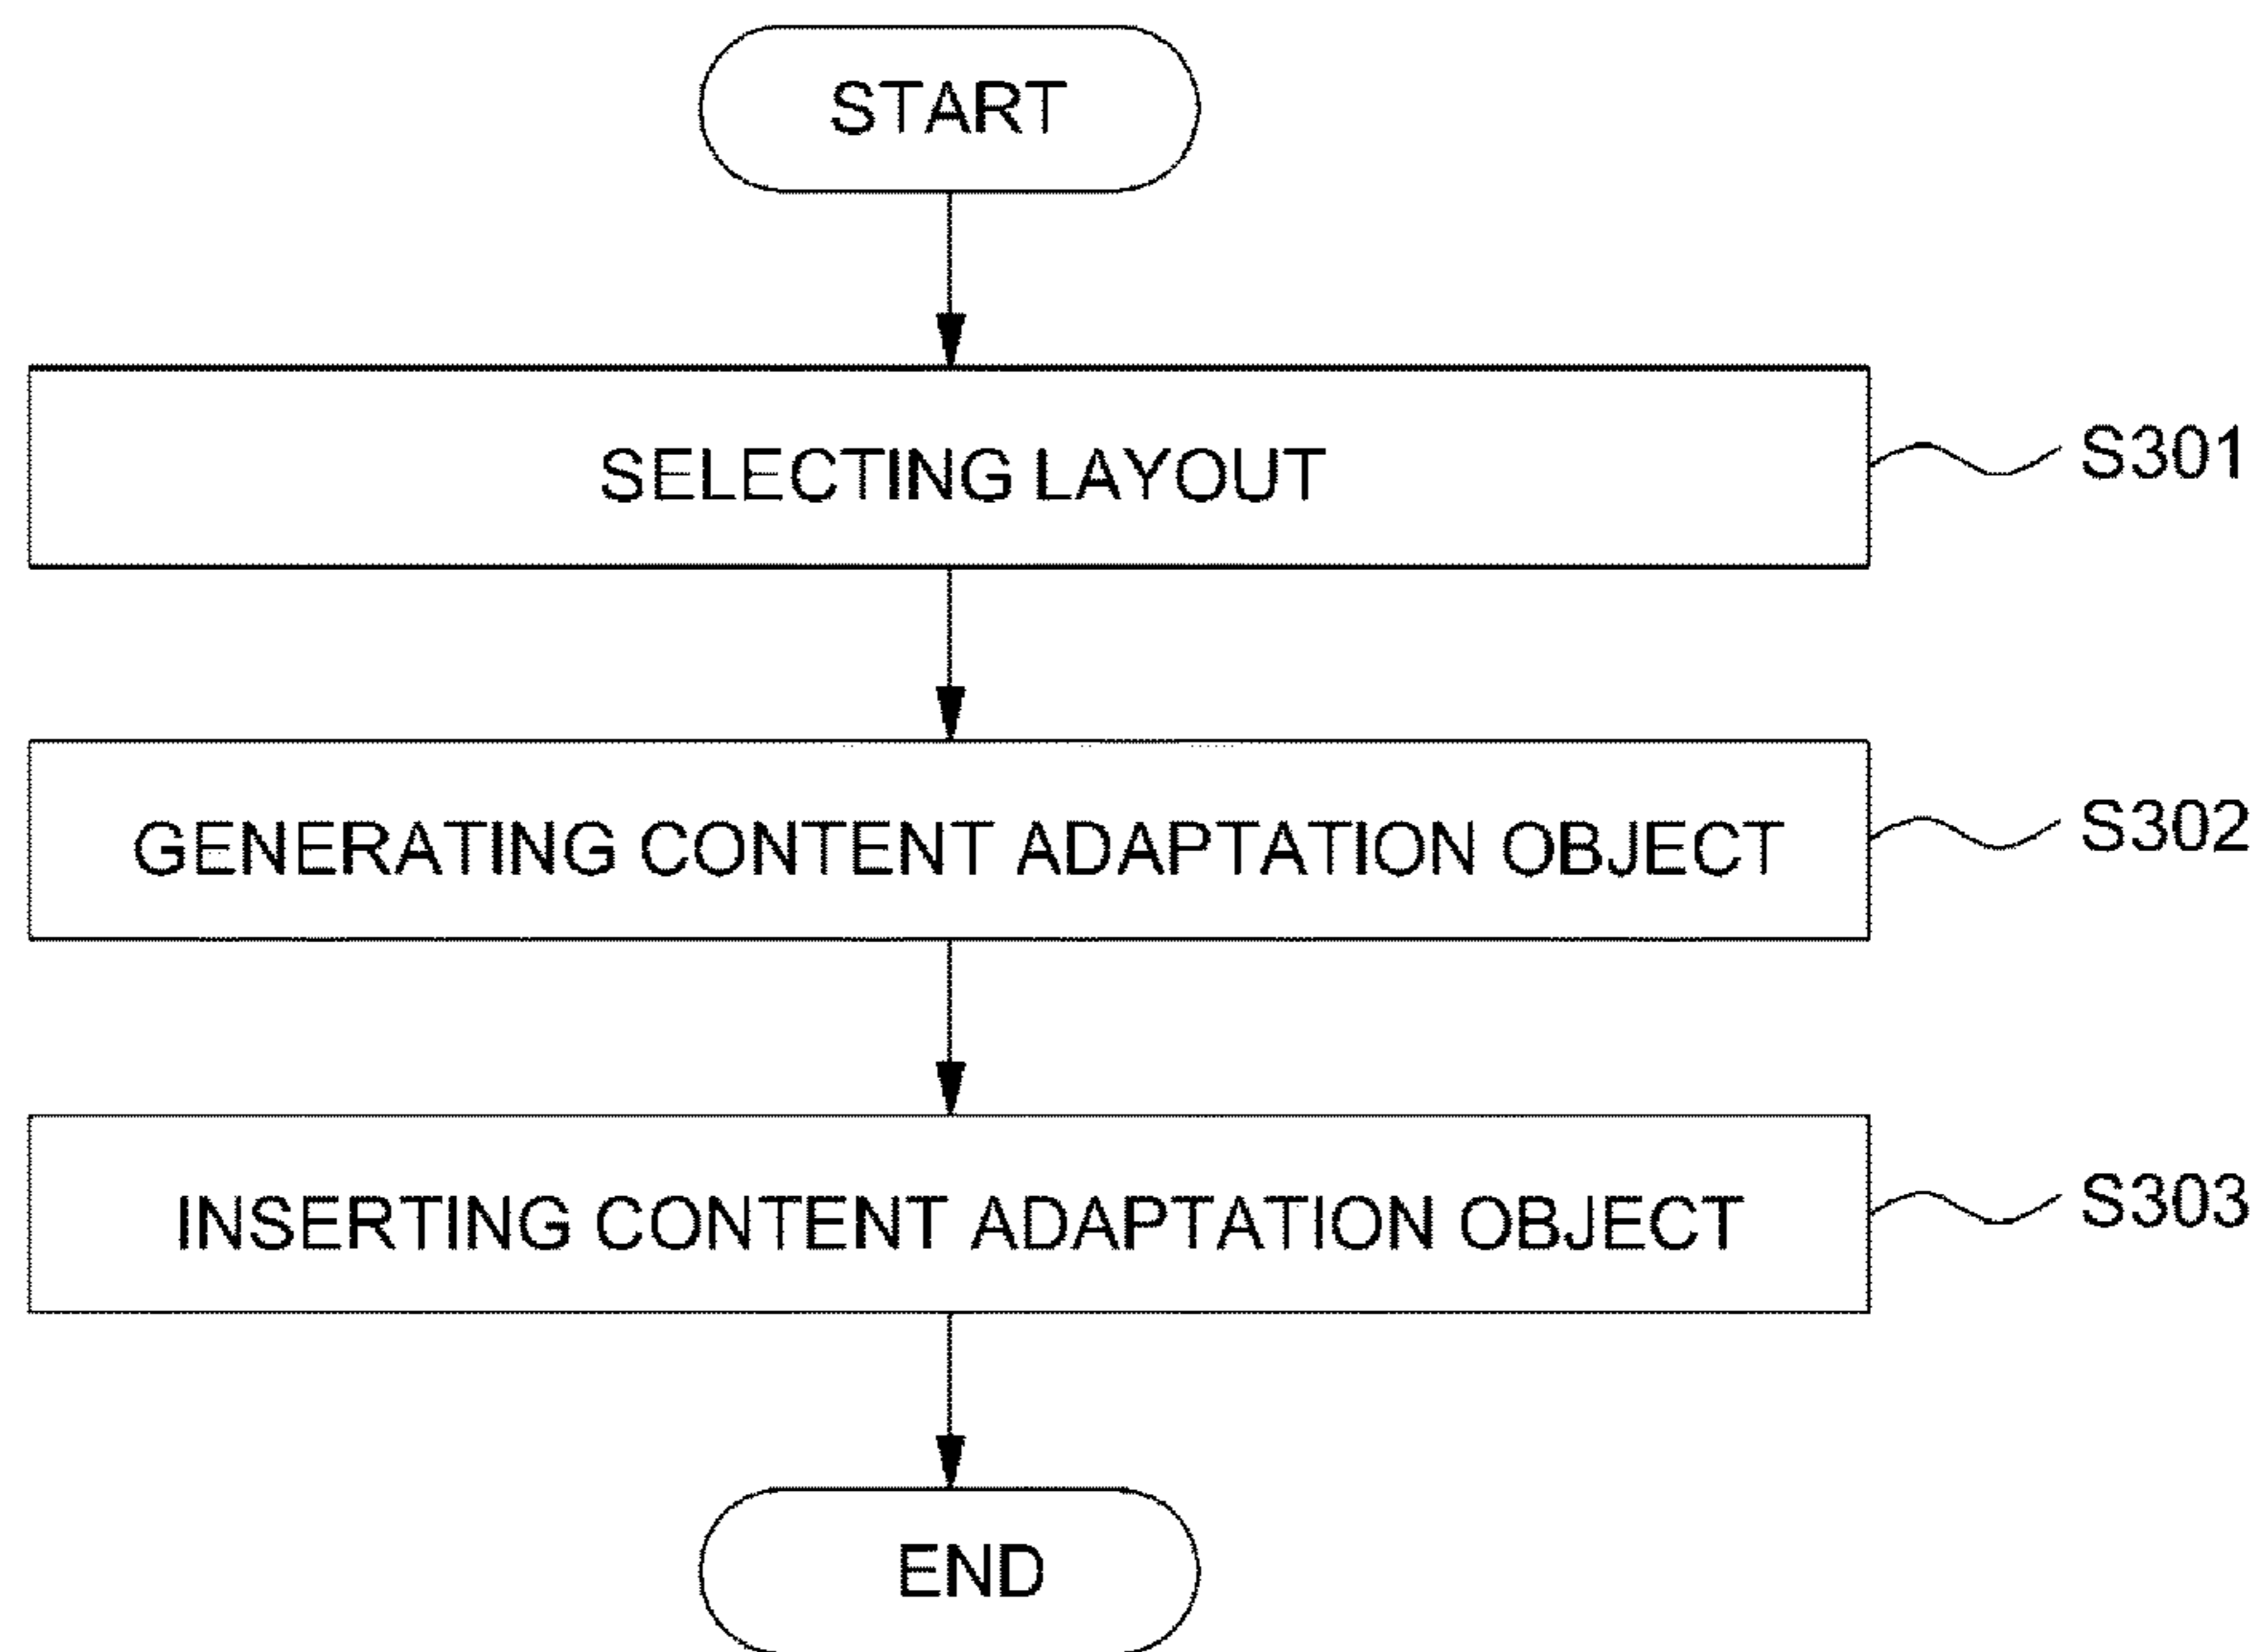 START
SELECTING LAYOUT
S301
GENERATING CONTENT ADAPTATION OBJECT
S302
INSERTING CONTENT ADAPTATION OBJECT
S303
END